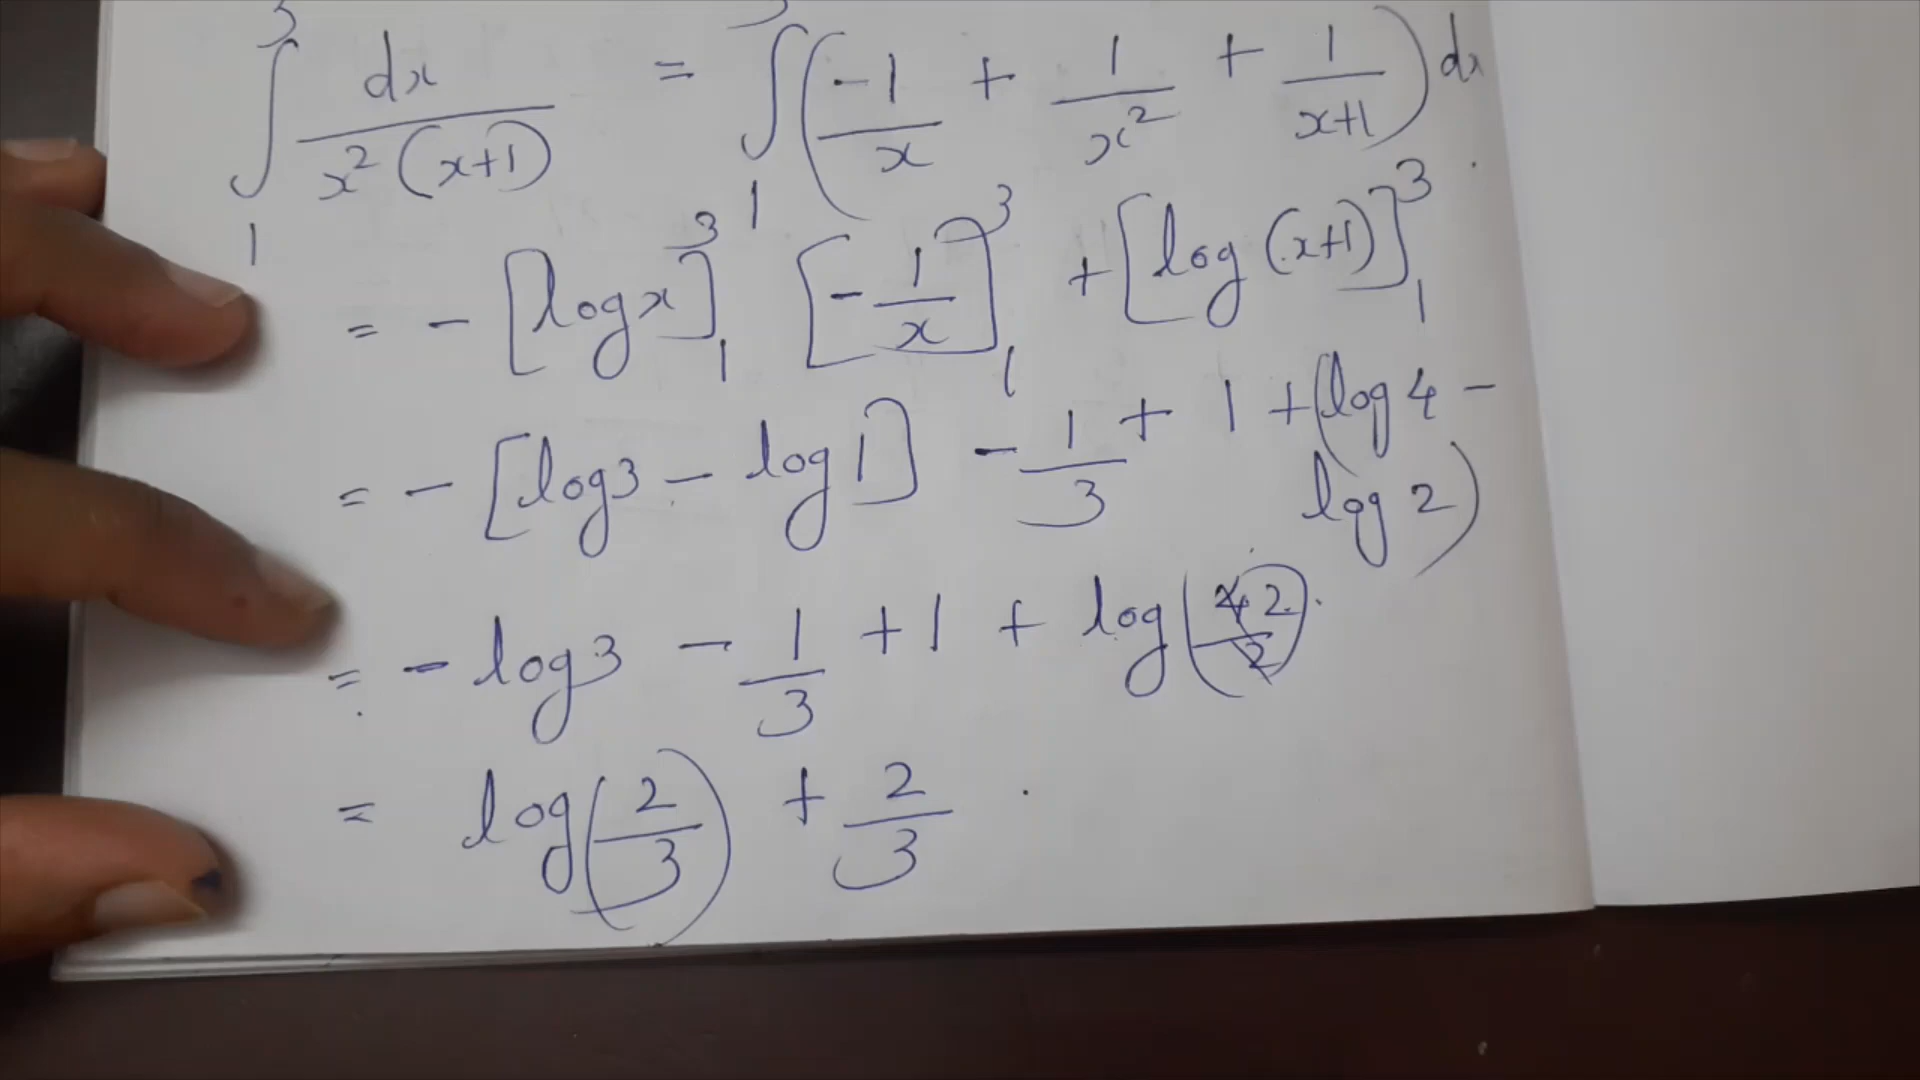 ∫₁³ dx / x²(x+1) = ∫₁³ (-1/x + 1/x² + 1/(x+1)) dx
= - [log x]₁³ [-1/x]₁³ + [log (x+1)]₁³
= - [log 3 - log 1] - 1/3 + 1 + (log 4 -
log 2)
= - log 3 - 1/3 + 1 + log (4 2 / 2)
= log (2/3) + 2/3 .